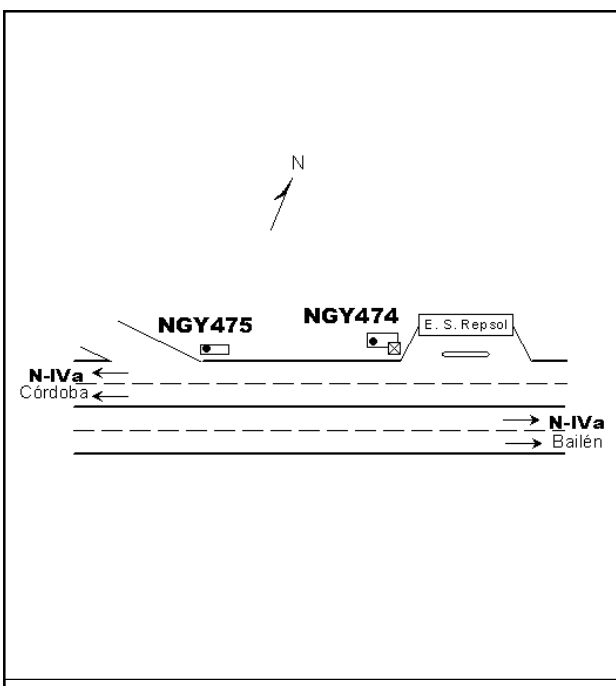 N
NGY475
NGY474
E. S. Repsol
N-IVa
Córdoba
N-IVa
Bailén